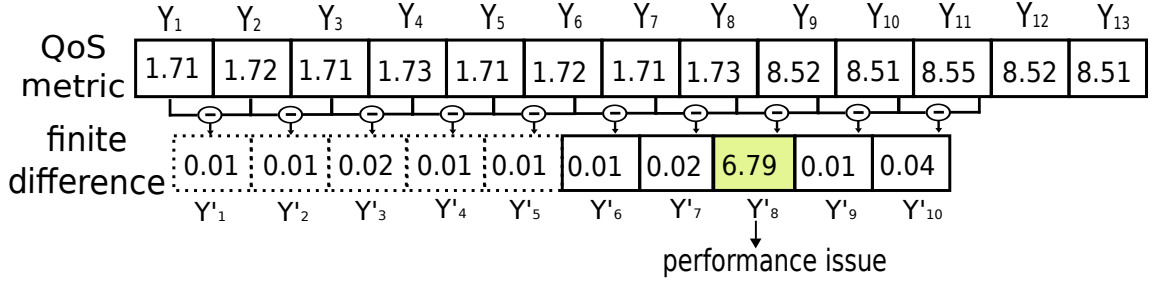 Y₁ Y₂ Y₃ Y₄ Y₅ Y₆ Y₇ Y₈ Y₉ Y₁₀ Y₁₁ Y₁₂ Y₁₃
QoS
metric
1.71 1.72 1.71 1.73 1.71 1.72 1.71 1.73 8.52 8.51 8.55 8.52 8.51
- - - - - - - - - -
finite
difference
0.01 0.01 0.02 0.01 0.01 0.01 0.02 6.79 0.01 0.04
Y'₁ Y'₂ Y'₃ Y'₄ Y'₅ Y'₆ Y'₇ Y'₈ Y'₉ Y'₁₀
performance issue